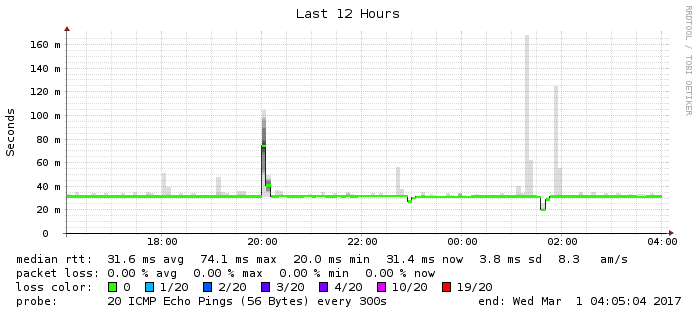 Last 12 Hours
RRDTOOL / TOBI OETIKER
Seconds
160 m
140 m
120 m
100 m
80 m
60 m
40 m
20 m
0
18:00 20:00 22:00 00:00 02:00 04:00
median rtt: 31.6 ms avg 74.1 ms max 20.0 ms min 31.4 ms now 3.8 ms sd 8.3 am/s
packet loss: 0.00 % avg 0.00 % max 0.00 % min 0.00 % now
loss color: 0 1/20 2/20 3/20 4/20 10/20 19/20
probe: 20 ICMP Echo Pings (56 Bytes) every 300s end: Wed Mar 1 04:05:04 2017